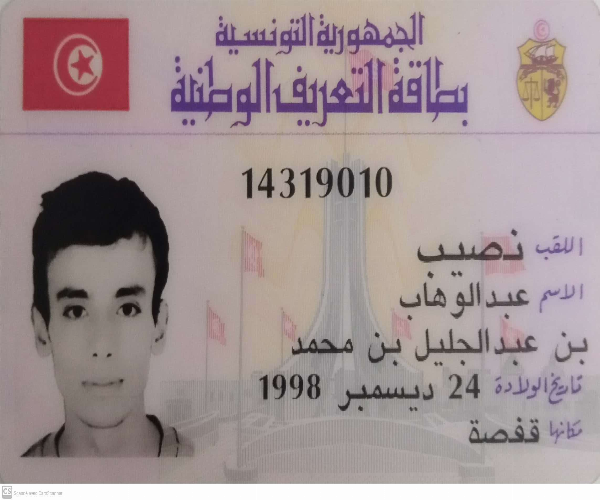 الجمهورية التونسية
بطاقة التعريف الوطنية
14319010
اللقب نصيب
الاسم عبدالوهاب
بن عبدالجليل بن محمد
تاريخ الولادة 24 ديسمبر 1998
مكانها قفصة
CS